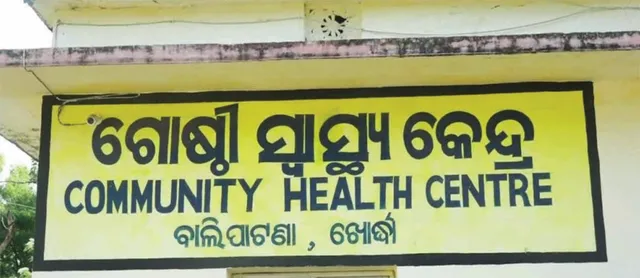 ଗୋଷ୍ଠୀ ସ୍ୱାସ୍ଥ୍ୟ କେନ୍ଦ୍ର
COMMUNITY HEALTH CENTRE
ବାଲିପାଟଣା , ଖୋର୍ଦ୍ଧା